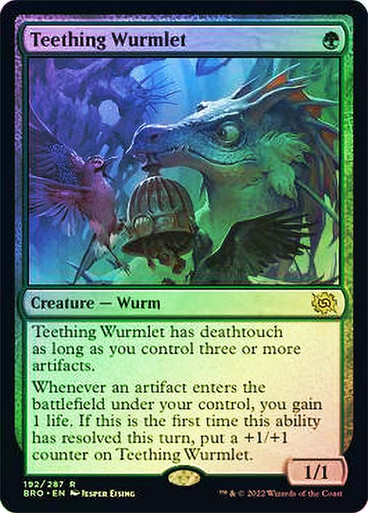 Teething Wurmlet
Creature — Wurm
Teething Wurmlet has deathtouch
as long as you control three or more
artifacts.
Whenever an artifact enters the
battlefield under your control, you gain
1 life. If this is the first time this ability
has resolved this turn, put a +1/+1
counter on Teething Wurmlet.
1/1
192/287 R
BRO • EN Jesper Ejsing
™ & © 2022 Wizards of the Coast